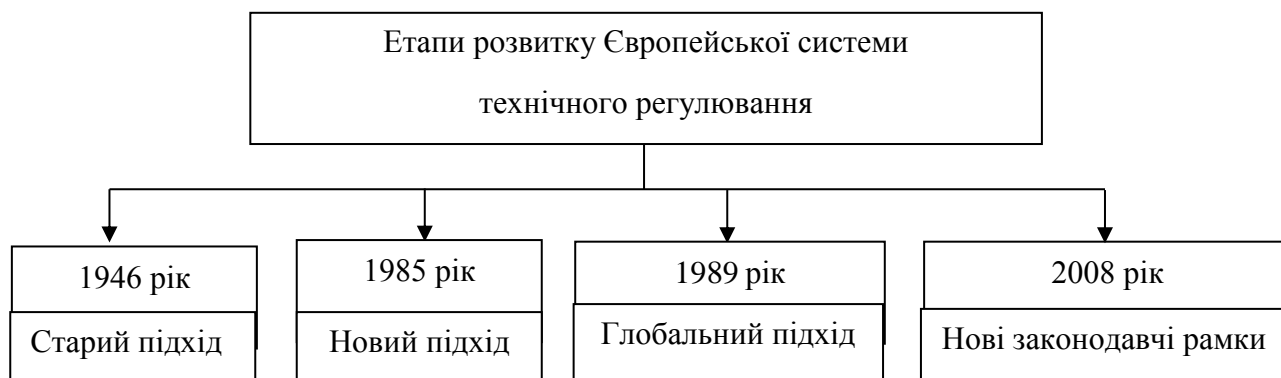 Етапи розвитку Європейської системи
технічного регулювання
1946 рік
Старий підхід
1985 рік
Новий підхід
1989 рік
Глобальний підхід
2008 рік
Нові законодавчі рамки